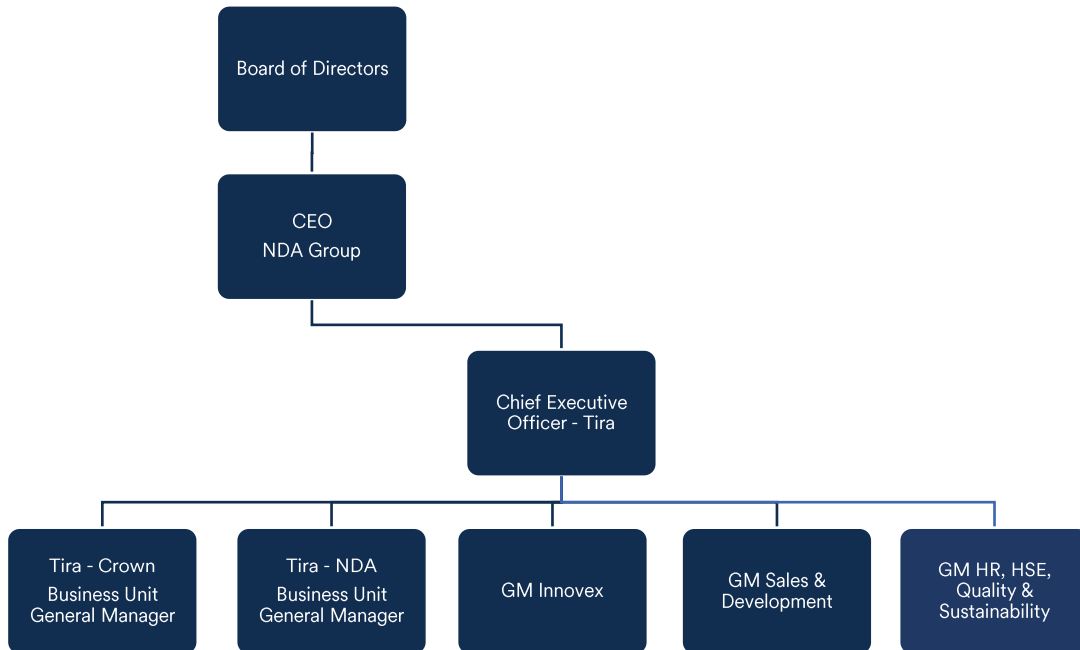 Board of Directors
CEO
NDA Group
Chief Executive
Officer - Tira
Tira - Crown
Business Unit
General Manager
Tira - NDA
Business Unit
General Manager
GM Innovex
GM Sales &
Development
GM HR, HSE,
Quality &
Sustainability